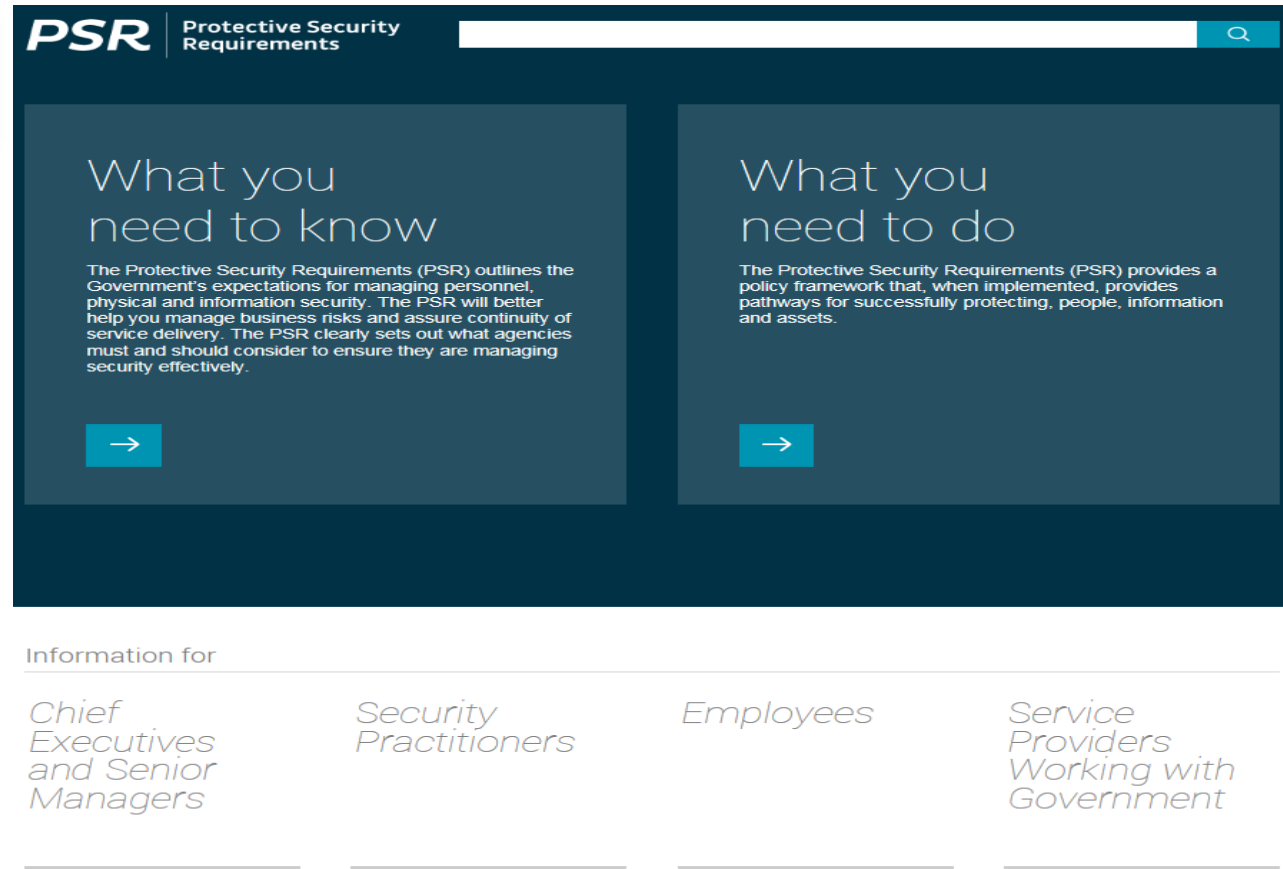 PSR
Protective Security
Requirements
What you
need to know
The Protective Security Requirements (PSR) outlines the
Government's expectations for managing personnel,
physical and information security. The PSR will better
help you manage business risks and assure continuity of
service delivery. The PSR clearly sets out what agencies
must and should consider to ensure they are managing
security effectively.
What you
need to do
The Protective Security Requirements (PSR) provides a
policy framework that, when implemented, provides
pathways for successfully protecting, people, information
and assets.
Information for
Chief
Executives
and Senior
Managers
Security
Practitioners
Employees
Service
Providers
Working with
Government